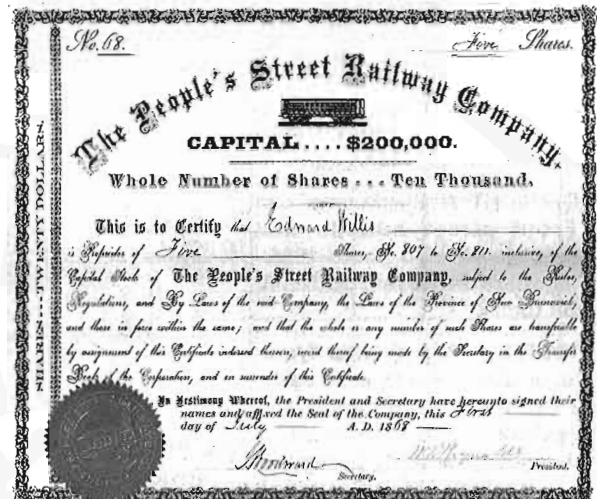 No. 68.
Five Shares.
The People's Street Railway Company.
CAPITAL....$200,000.
Whole Number of Shares... Ten Thousand.
This is to Certify that Edward Willis
is Proprietor of Five Shares, No. 807 to No. 811. inclusive, of the
Capital Stock of The People's Street Railway Company, subject to the Rules,
Regulations, and By Laws of the said Company, the Laws of the Province of New Brunswick,
and those in force within the same; and that the whole or any number of such Shares are transferable
by assignment of this Certificate indorsed hereon, record thereof being made by the Secretary in the Transfer
Book of the Corporation, and on surrender of this Certificate.
In Testimony Whereof, the President and Secretary have hereunto signed their
names and affixed the Seal of the Company, this First
day of July A. D. 1868
Secretary.
President.
SHARES...TWENTY DOLLARS.